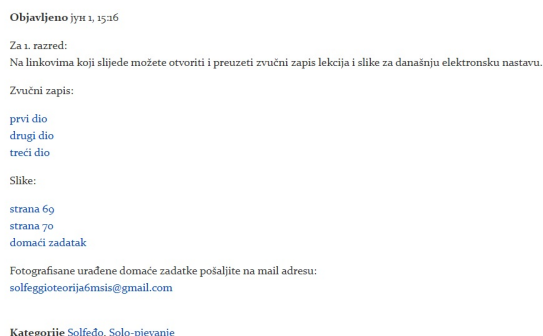 Objavljeno јун 1, 15:16
Za 1. razred:
Na linkovima koji slijede možete otvoriti i preuzeti zvučni zapis lekcija i slike za današnju elektronsku nastavu.
Zvučni zapis:
prvi dio
drugi dio
treći dio
Slike:
strana 69
strana 70
domaći zadatak
Fotografisane urađene domaće zadatke pošaljite na mail adresu:
solfeggioteorija6msis@gmail.com
Kategorije Solfeđo, Solo-pjevanje